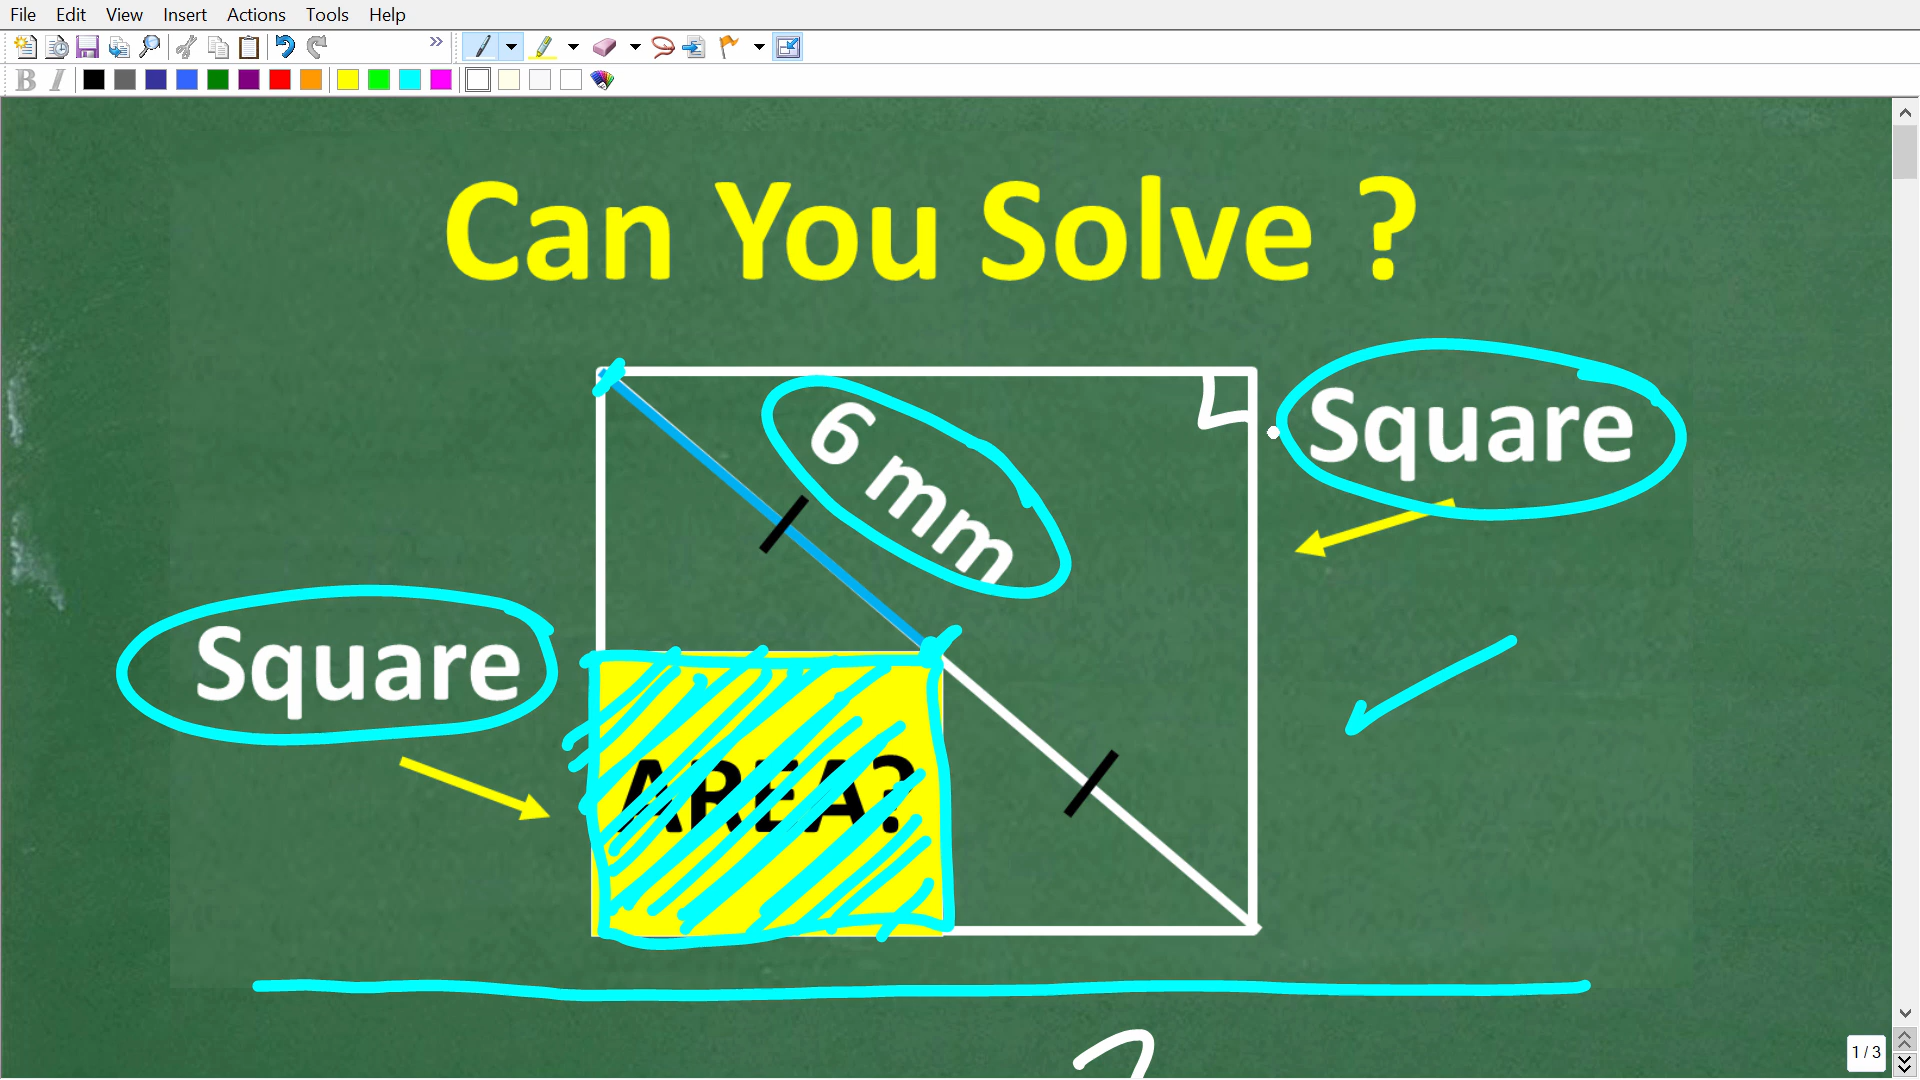 File Edit View Insert Actions Tools Help
B I
Can You Solve ?
6 mm
Square
Square
AREA?
1 / 3